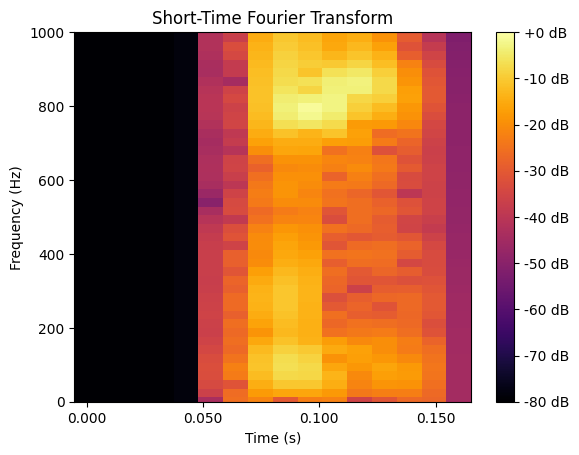 Short-Time Fourier Transform
1000
800
600
400
200
0
Frequency (Hz)
0.000
0.050
0.100
0.150
Time (s)
+0 dB
-10 dB
-20 dB
-30 dB
-40 dB
-50 dB
-60 dB
-70 dB
-80 dB